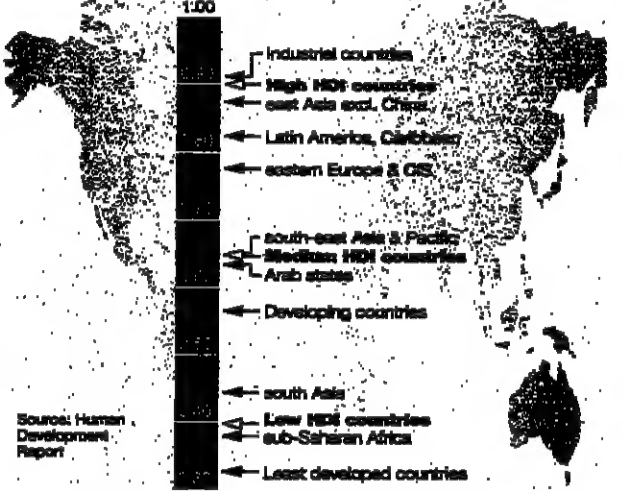 1.00
Industrial countries
High HDI countries
east Asia excl. China
Latin America, Caribbean
eastern Europe & CIS
south-east Asia & Pacific
Medium HDI countries
Arab states
Developing countries
south Asia
Low HDI countries
sub-Saharan Africa
Least developed countries
Source: Human
Development
Report